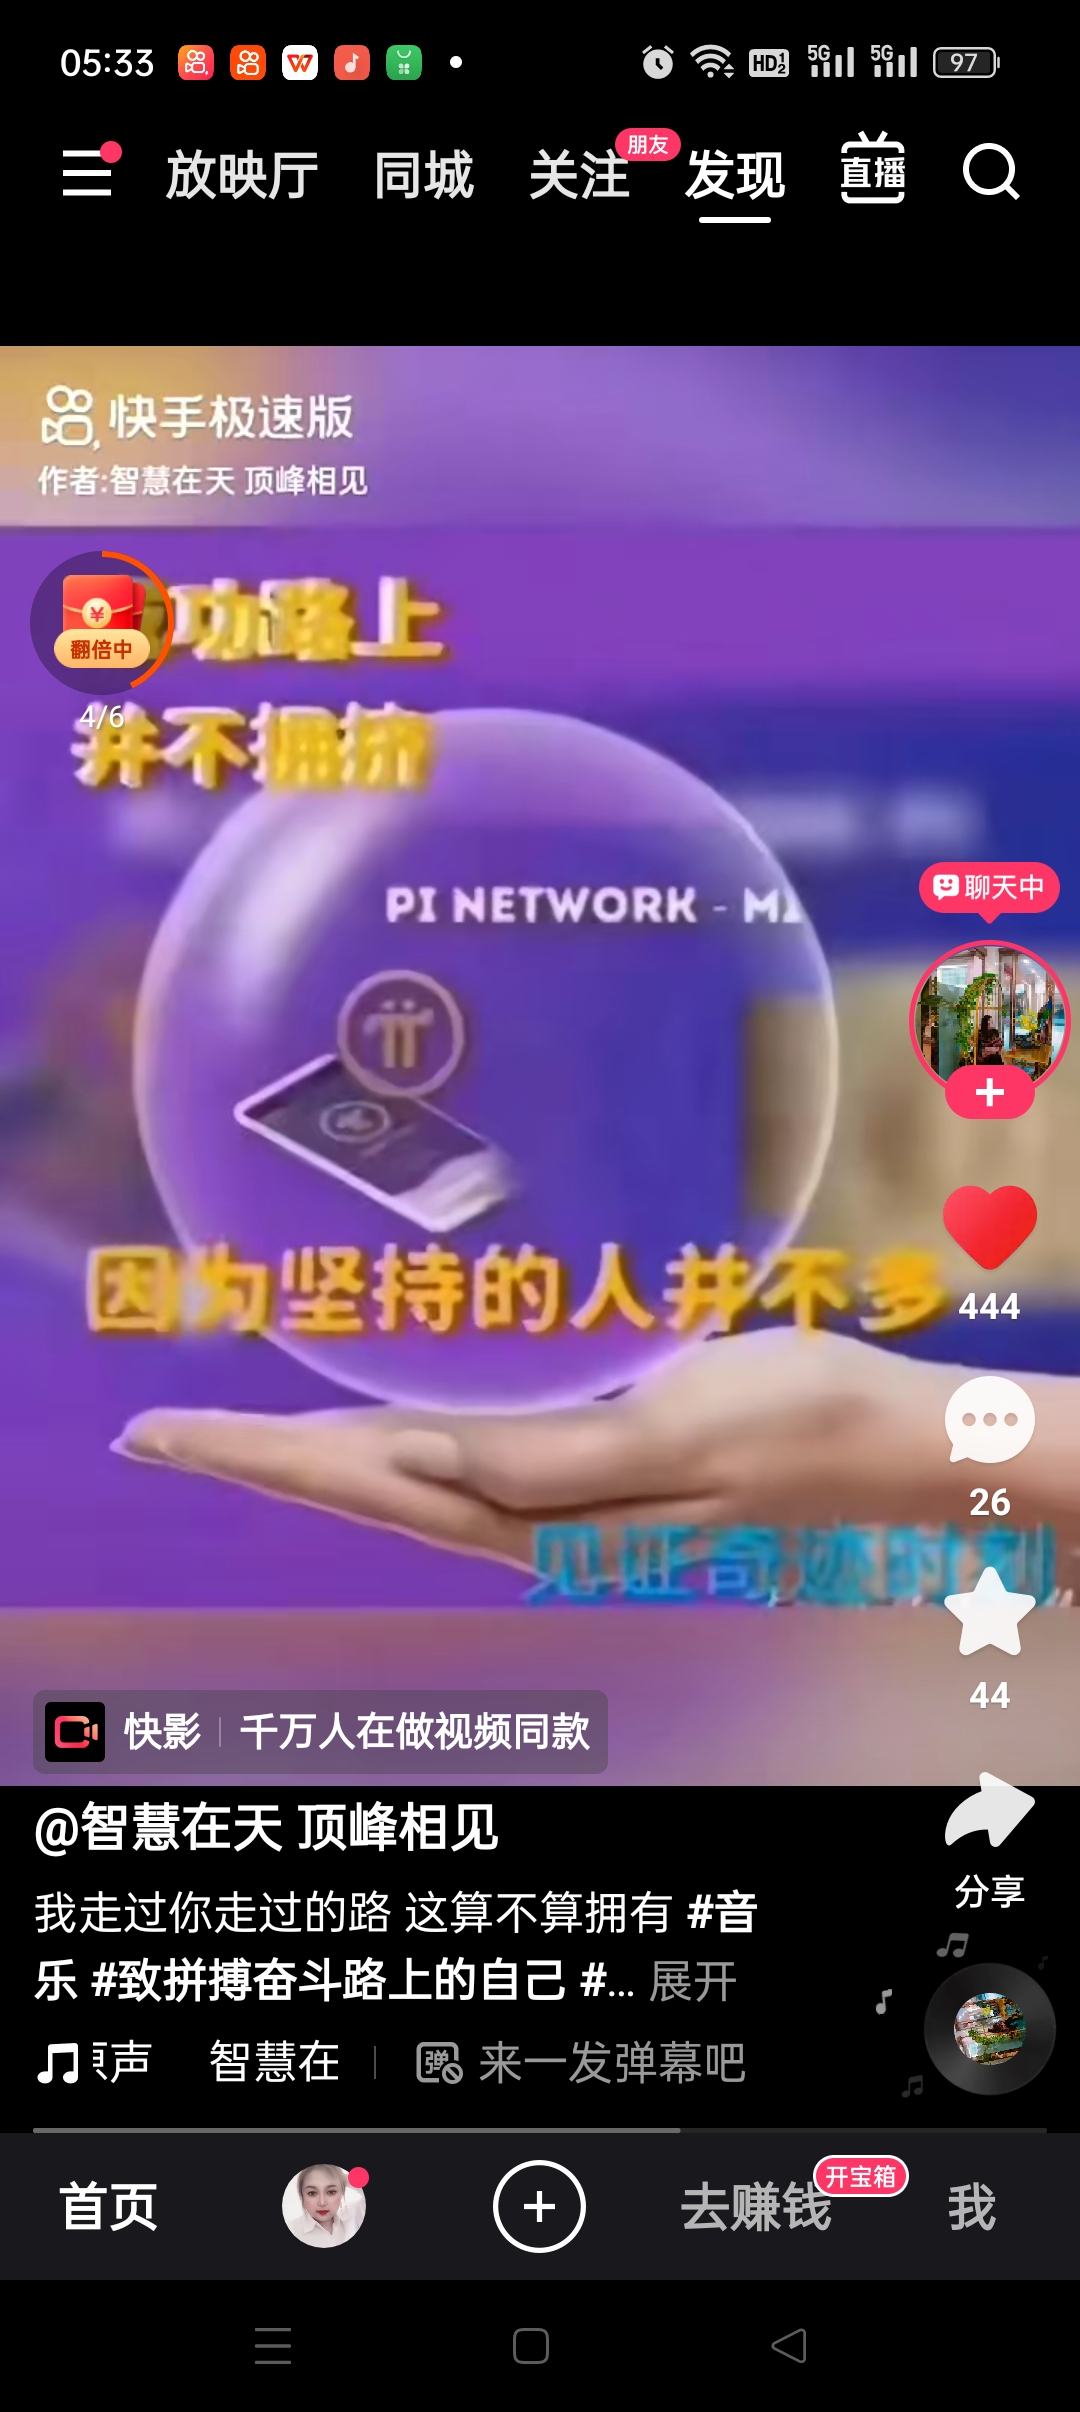 05:33
HD 1 2
5G
5G
97
放映厅
同城
关注
朋友
发现
直播
快手极速版
作者:智慧在天 顶峰相见
功路上
翻倍中
4/6
并不拥挤
PI NETWORK - MI
聊天中
因为坚持的人并不多
444
26
见证奇迹时刻
44
快影 千万人在做视频同款
@智慧在天 顶峰相见
分享
我走过你走过的路 这算不算拥有 #音
乐 #致拼搏奋斗路上的自己 #... 展开
原声 智慧在
弹 来一发弹幕吧
首页
去赚钱
开宝箱
我